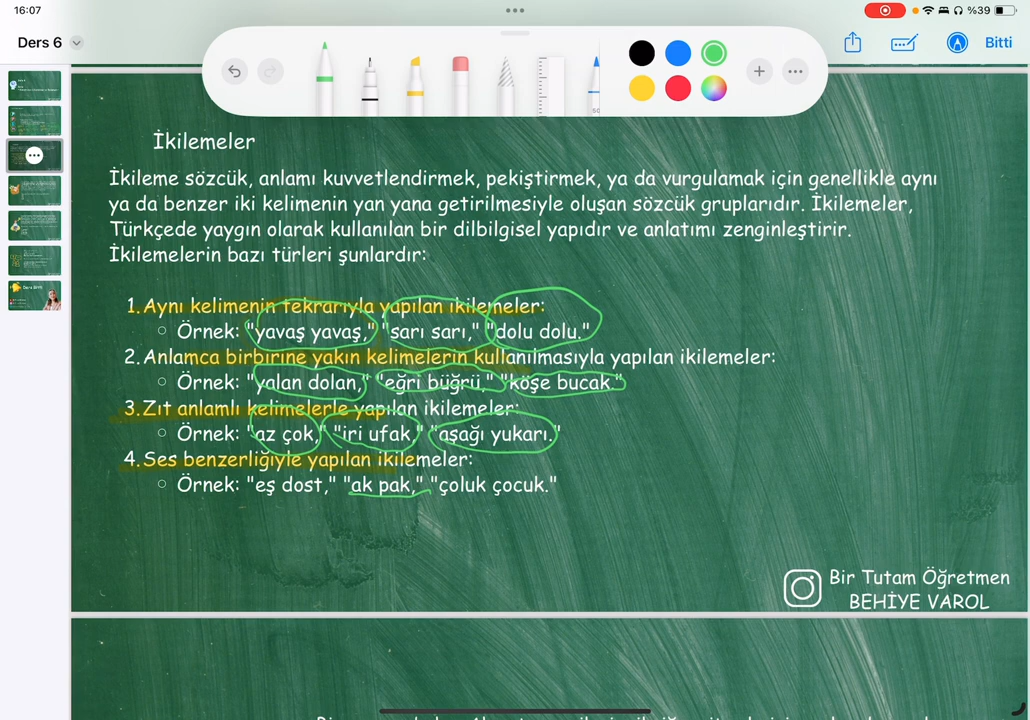 16:07
%39
Ders 6
Bitti
50
İkilemeler
İkileme sözcük, anlamı kuvvetlendirmek, pekiştirmek, ya da vurgulamak için genellikle aynı
ya da benzer iki kelimenin yan yana getirilmesiyle oluşan sözcük gruplarıdır. İkilemeler,
Türkçede yaygın olarak kullanılan bir dilbilgisel yapıdır ve anlatımı zenginleştirir.
İkilemelerin bazı türleri şunlardır:
1. Aynı kelimenin tekrarıyla yapılan ikilemeler:
Örnek: "yavaş yavaş," "sarı sarı," "dolu dolu."
2. Anlamca birbirine yakın kelimelerin kullanılmasıyla yapılan ikilemeler:
Örnek: "yalan dolan," "eğri büğrü," "köşe bucak."
3. Zıt anlamlı kelimelerle yapılan ikilemeler:
Örnek: "az çok," "iri ufak," "aşağı yukarı."
4. Ses benzerliğiyle yapılan ikilemeler:
Örnek: "eş dost," "ak pak," "çoluk çocuk."
Bir Tutam Öğretmen
BEHİYE VAROL